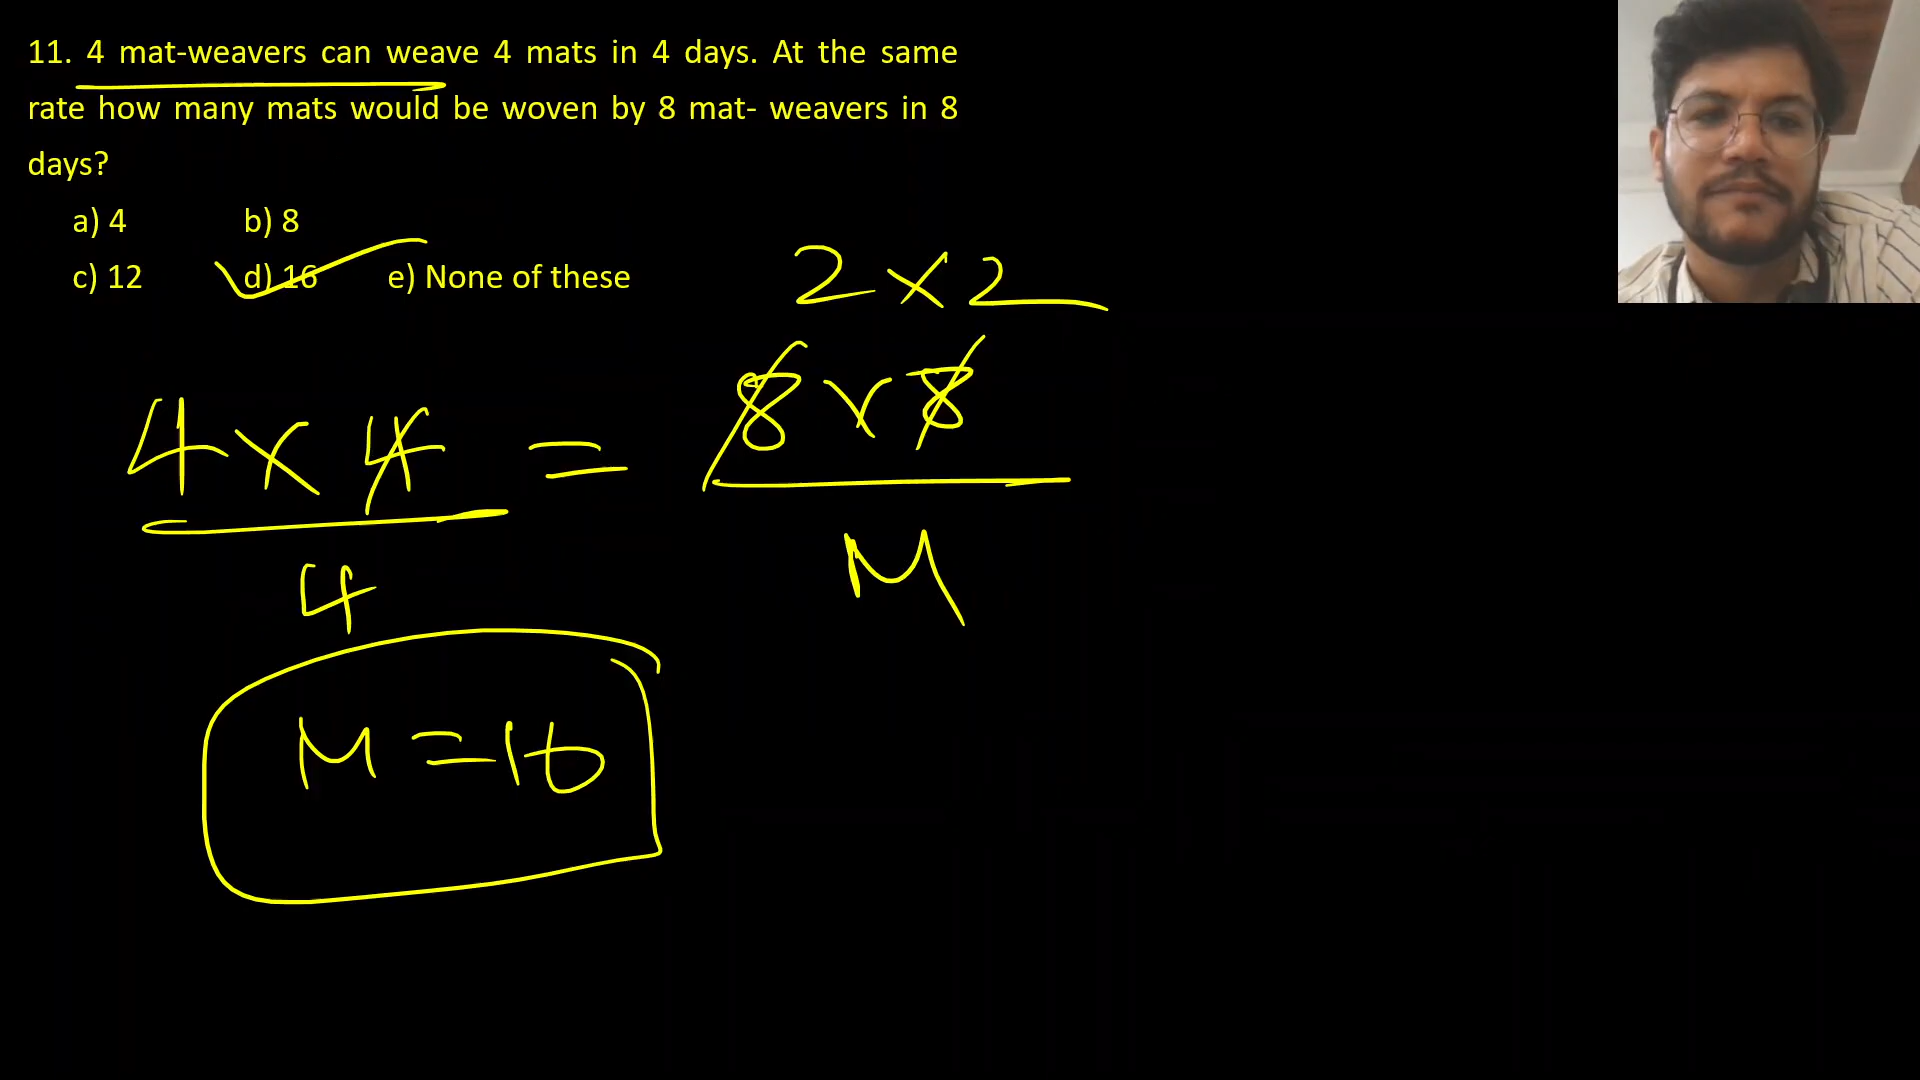 11. 4 mat-weavers can weave 4 mats in 4 days. At the same
rate how many mats would be woven by 8 mat- weavers in 8
days?
a) 4 b) 8
c) 12 d) 16 e) None of these
2 × 2
4 × 4 = 8 × 8
4 M
M = 16